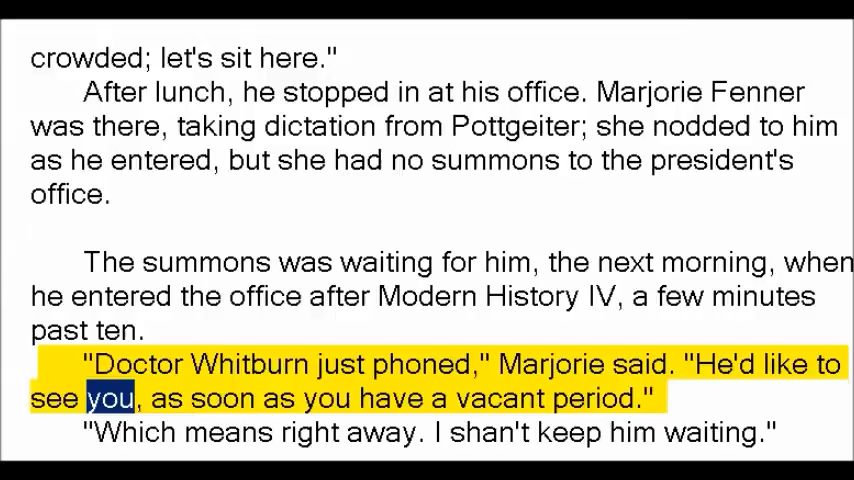 crowded; let's sit here."
After lunch, he stopped in at his office. Marjorie Fenner
was there, taking dictation from Pottgeiter; she nodded to him
as he entered, but she had no summons to the president's
office.
The summons was waiting for him, the next morning, when
he entered the office after Modern History IV, a few minutes
past ten.
"Doctor Whitburn just phoned," Marjorie said. "He'd like to
see you, as soon as you have a vacant period."
"Which means right away. I shan't keep him waiting."